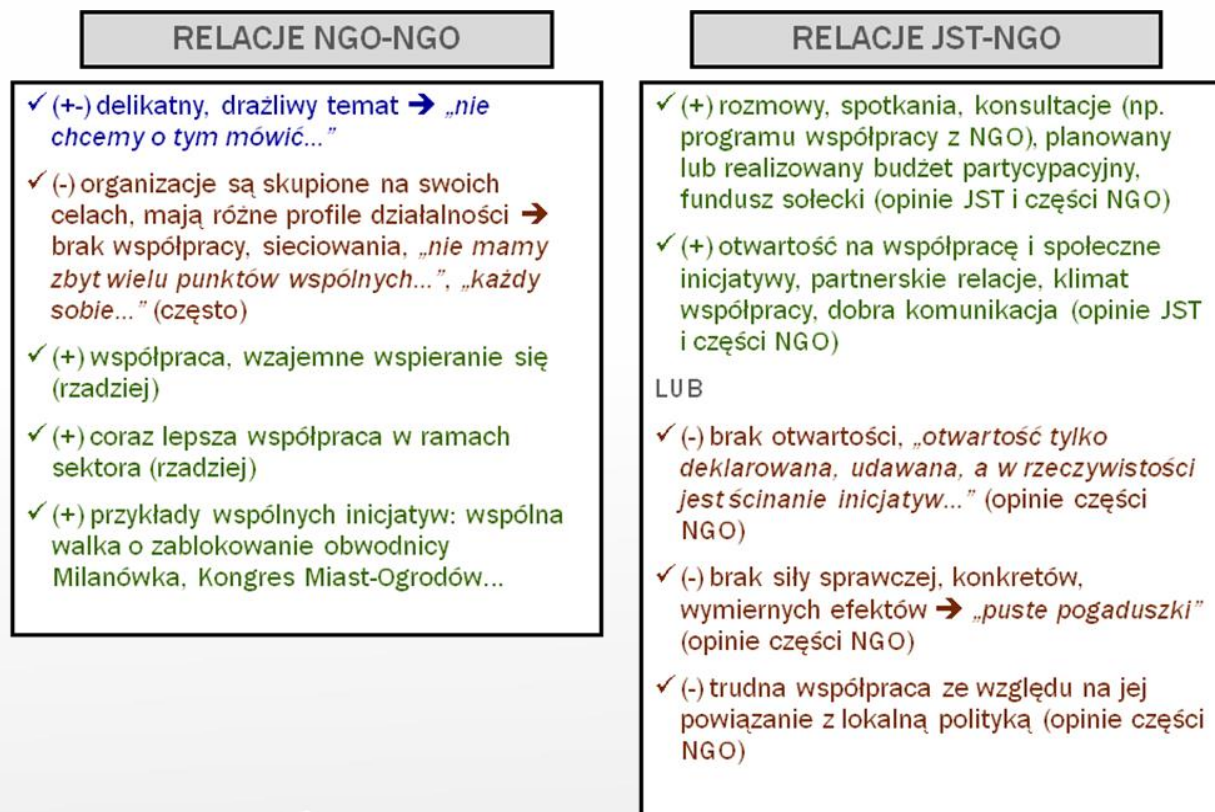 RELACJE NGO-NGO
✓ (+-) delikatny, drażliwy temat ➔ „nie
chcemy o tym mówić...”
✓ (-) organizacje są skupione na swoich
celach, mają różne profile działalności ➔
brak współpracy, sieciowania, „nie mamy
zbyt wielu punktów wspólnych...”, „każdy
sobie...” (często)
✓ (+) współpraca, wzajemne wspieranie się
(rzadziej)
✓ (+) coraz lepsza współpraca w ramach
sektora (rzadziej)
✓ (+) przykłady wspólnych inicjatyw: wspólna
walka o zablokowanie obwodnicy
Milanówka, Kongres Miast-Ogrodów...
RELACJE JST-NGO
✓ (+) rozmowy, spotkania, konsultacje (np.
programu współpracy z NGO), planowany
lub realizowany budżet partycypacyjny,
fundusz sołecki (opinie JST i części NGO)
✓ (+) otwartość na współpracę i społeczne
inicjatywy, partnerskie relacje, klimat
współpracy, dobra komunikacja (opinie JST
i części NGO)
LUB
✓ (-) brak otwartości, „otwartość tylko
deklarowana, udawana, a w rzeczywistości
jest ścinanie inicjatyw...” (opinie części
NGO)
✓ (-) brak siły sprawczej, konkretów,
wymiernych efektów ➔ „puste pogaduszki”
(opinie części NGO)
✓ (-) trudna współpraca ze względu na jej
powiązanie z lokalną polityką (opinie części
NGO)